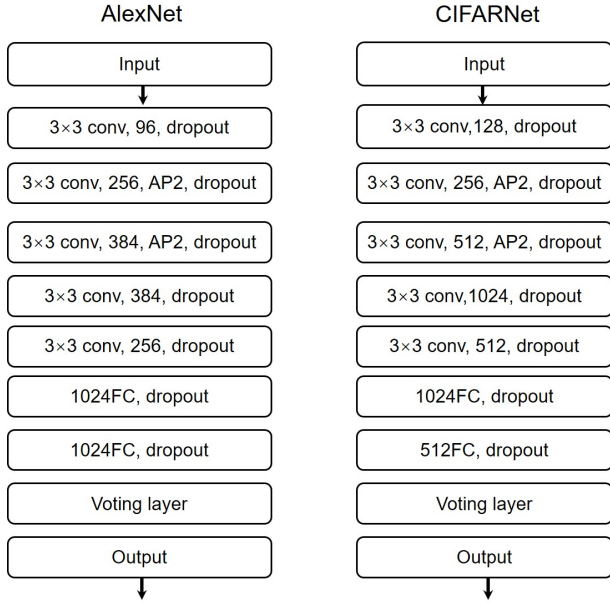 AlexNet
Input
3×3 conv, 96, dropout
3×3 conv, 256, AP2, dropout
3×3 conv, 384, AP2, dropout
3×3 conv, 384, dropout
3×3 conv, 256, dropout
1024FC, dropout
1024FC, dropout
Voting layer
Output
CIFARNet
Input
3×3 conv,128, dropout
3×3 conv, 256, AP2, dropout
3×3 conv, 512, AP2, dropout
3×3 conv,1024, dropout
3×3 conv, 512, dropout
1024FC, dropout
512FC, dropout
Voting layer
Output